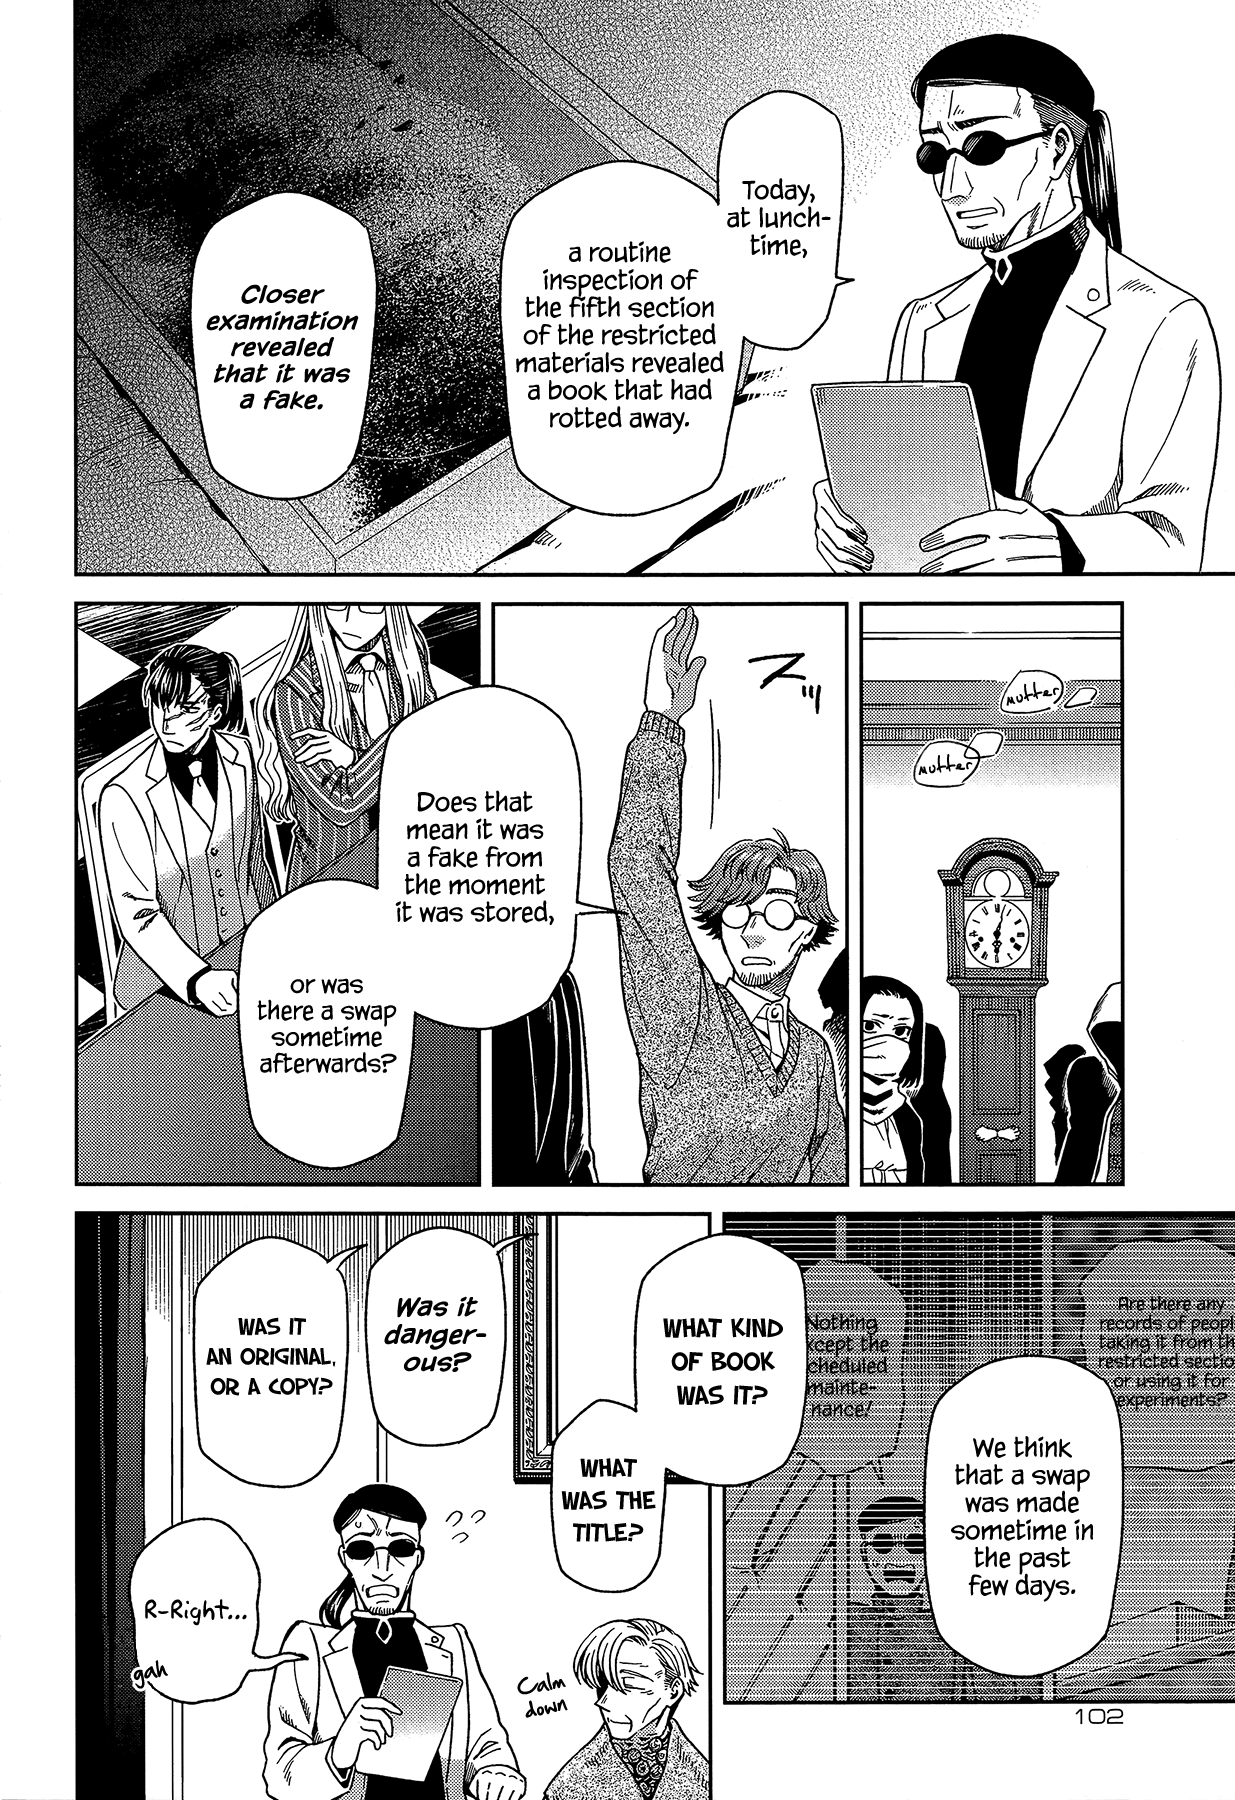 Today,
at lunch-
time,
a routine
inspection of
the fifth section
of the restricted
materials revealed
a book that had
rotted away.
Closer
examination
revealed
that it was
a fake.
mutter
mutter
ズッ
Does that
mean it was
a fake from
the moment
it was stored,
or was
there a swap
sometime
afterwards?
Are there any
records of people
taking it from the
restricted section
or using it for
experiments?
Nothing
except the
scheduled
mainte-
nance!
We think
that a swap
was made
sometime in
the past
few days.
WHAT KIND
OF BOOK
WAS IT?
WHAT
WAS THE
TITLE?
Was it
danger-
ous?
WAS IT
AN ORIGINAL,
OR A COPY?
R-Right...
gah
Calm
down
102